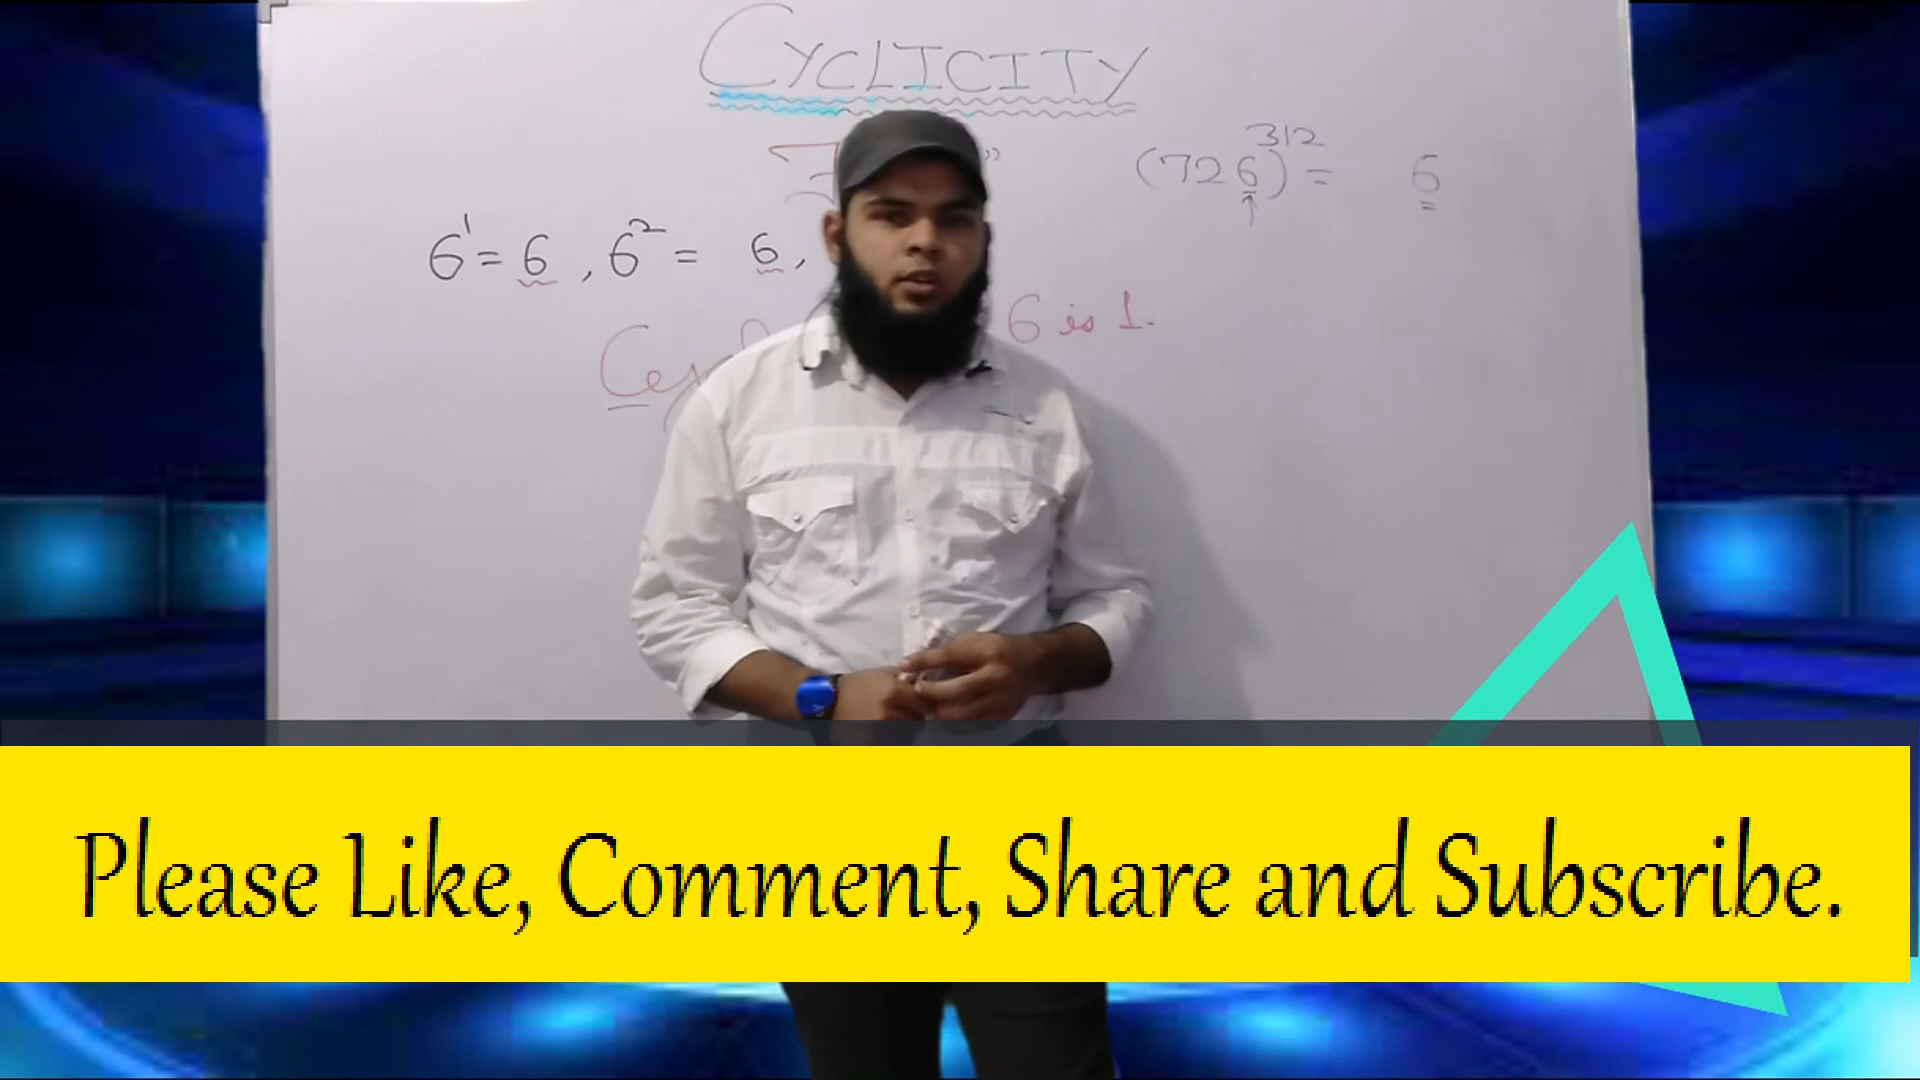 CYCLICITY
(726)³¹² = 6
6¹ = 6 , 6² = 6 ,
6 is 1.
Please Like, Comment, Share and Subscribe.